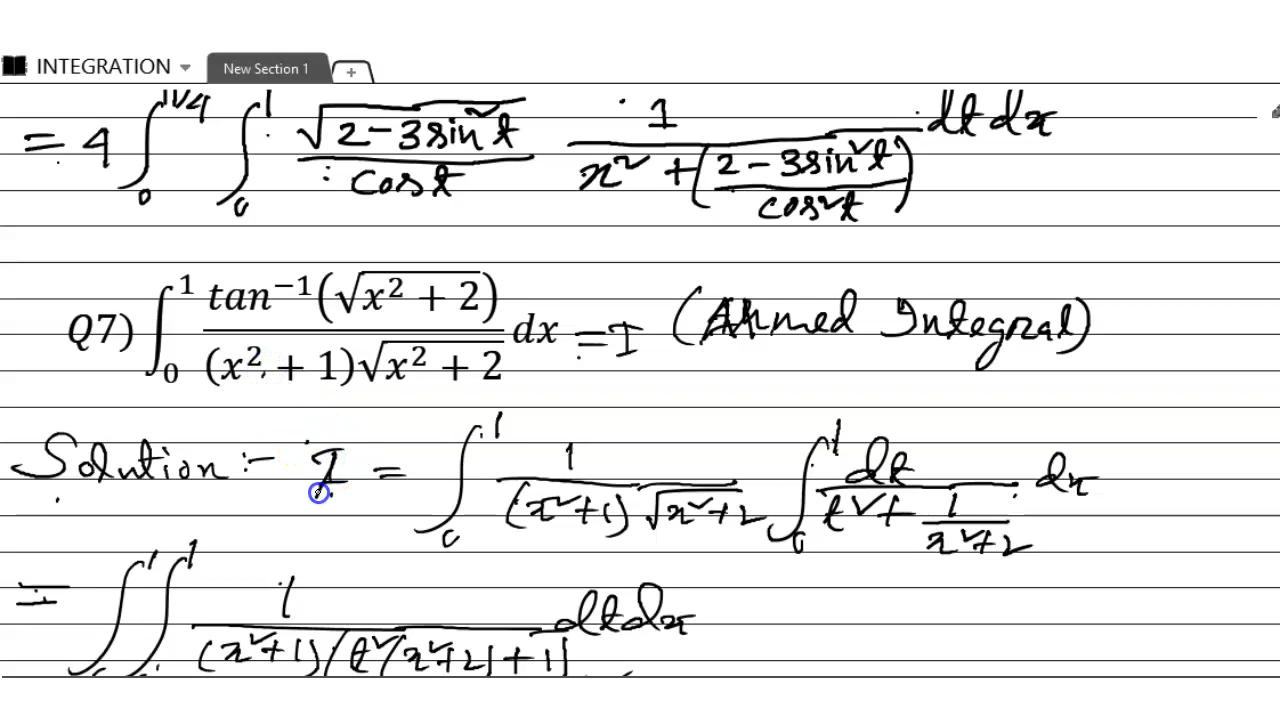 INTEGRATION New Section 1 +
= 4 ∫₀^{π/4} ∫₀^1 √(2 - 3sin²t) / cos t · 1 / (x² + ((2 - 3sin²t) / cos²t)) dt dx
Q7) ∫₀^1 tan⁻¹(√(x² + 2)) / ((x² + 1)√(x² + 2)) dx = I (Ahmed Integral)
Solution :- I = ∫₀^1 1 / ((x²+1) √(x²+2)) ∫₀^1 dt / (t² + 1/(x²+2)) dx
= ∫₀^1 ∫₀^1 1 / ((x²+1) (t²(x²+2)+1)) dt dx